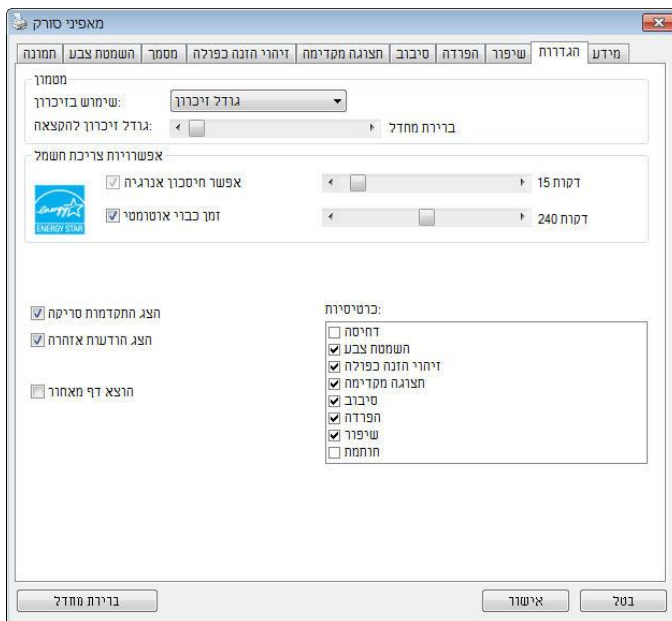 מאפיני סורק
תמונה השמטת צבע מסמך זיהוי הזנה כפולה תצוגה מקדימה סיבוב הפרדה שיפור הגדרות מידע
מטמון
שימוש בזיכרון: גודל זיכרון
גודל זיכרון להקצאה: ברירת מחדל
אפשרויות צריכת חשמל
אפשר חיסכון אנרגיה 15 דקות
זמן כבוי אוטומטי 240 דקות
energy
ENERGY STAR
הצג התקדמות סריקה
הצג הודעות אזהרה
הוצא דף מאחור
כרטיסיות:
דחיסה
השמטת צבע
זיהוי הזנה כפולה
תצוגה מקדימה
סיבוב
הפרדה
שיפור
חותמת
ברירת מחדל אישור בטל